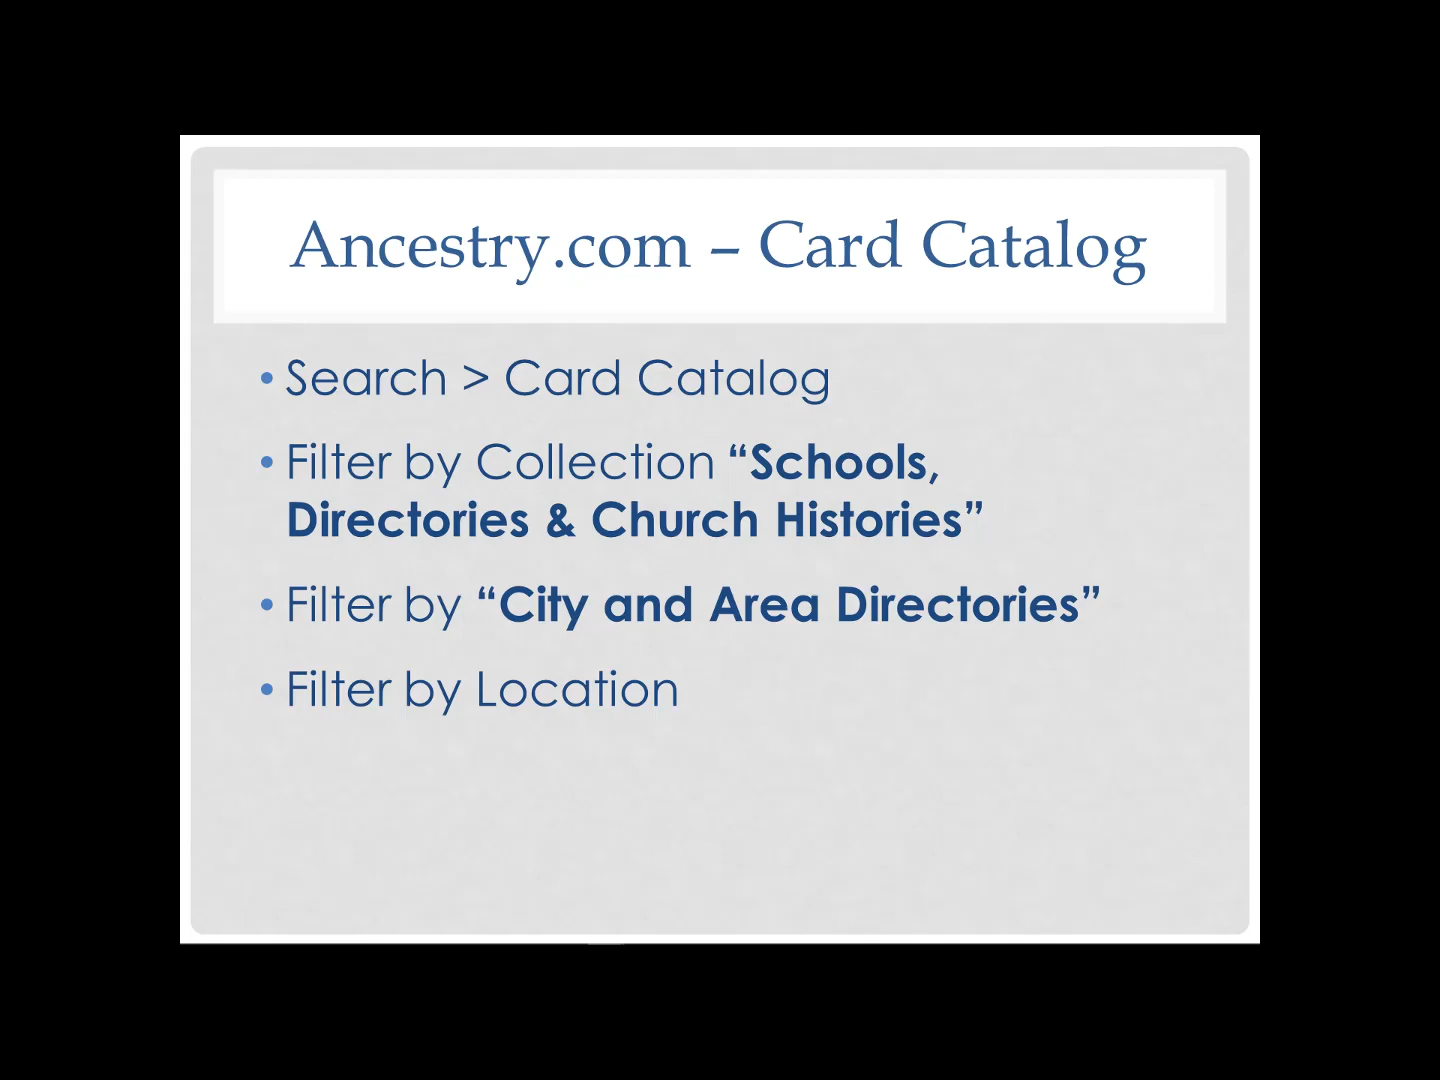 Ancestry.com – Card Catalog
• Search > Card Catalog
• Filter by Collection “Schools,
Directories & Church Histories”
• Filter by “City and Area Directories”
• Filter by Location